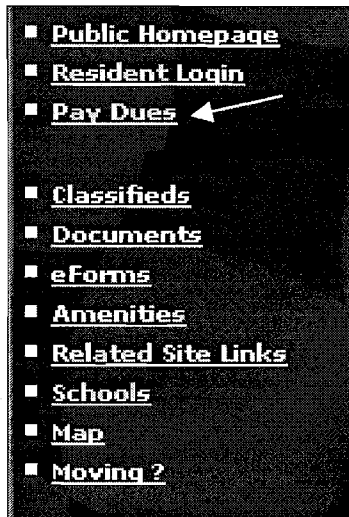 Public Homepage
Resident Login
Pay Dues
Classifieds
Documents
eForms
Amenities
Related Site Links
Schools
Map
Moving ?